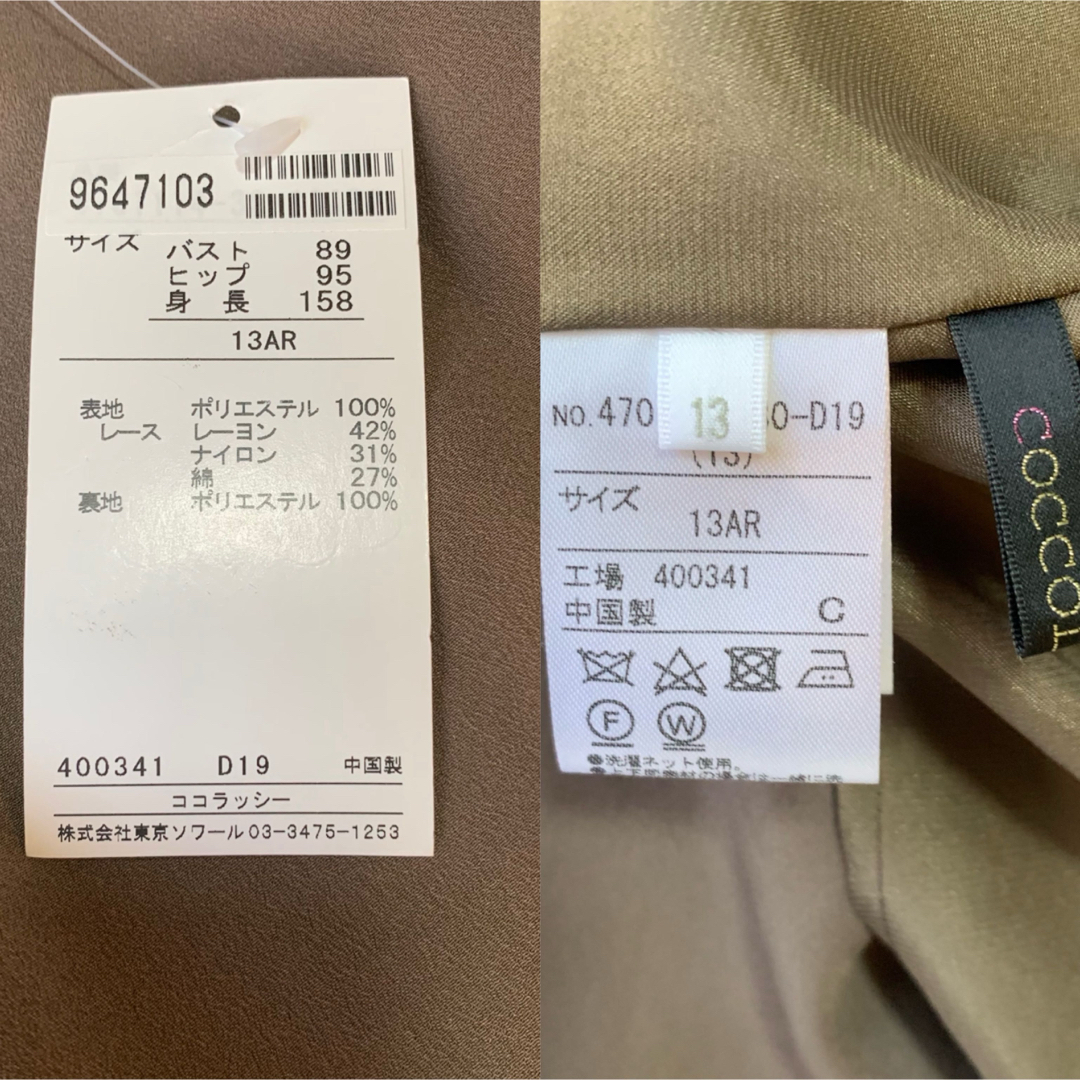 9647103
サイズ バスト 89
ヒップ 95
身長 158
13AR
表地 ポリエステル 100%
レース レーヨン 42%
ナイロン 31%
綿 27%
裏地 ポリエステル 100%
400341 D19 中国製
ココラッシー
株式会社東京ソワール03-3475-1253
13
NO.470 0-D19
(13)
サイズ
13AR
工場 400341
中国製 C
F W
●洗濯ネット使用。
COCCOL